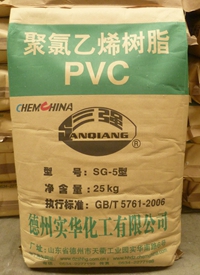 聚氯乙烯树脂
PVC
CHEMCHINA
三强
SANQIANG
®
型 号: SG-5型
净 含 量: 25kg
执行标准: GB/T 5761-2006
德州实华化工有限公司